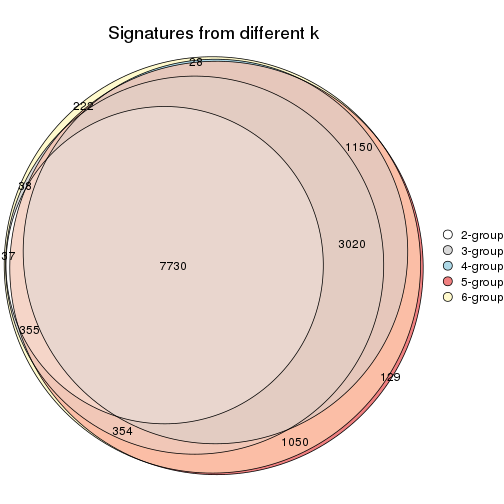 Signatures from different k
28
222
1150
38
3020
37
7730
355
129
354
1050
2-group
3-group
4-group
5-group
6-group